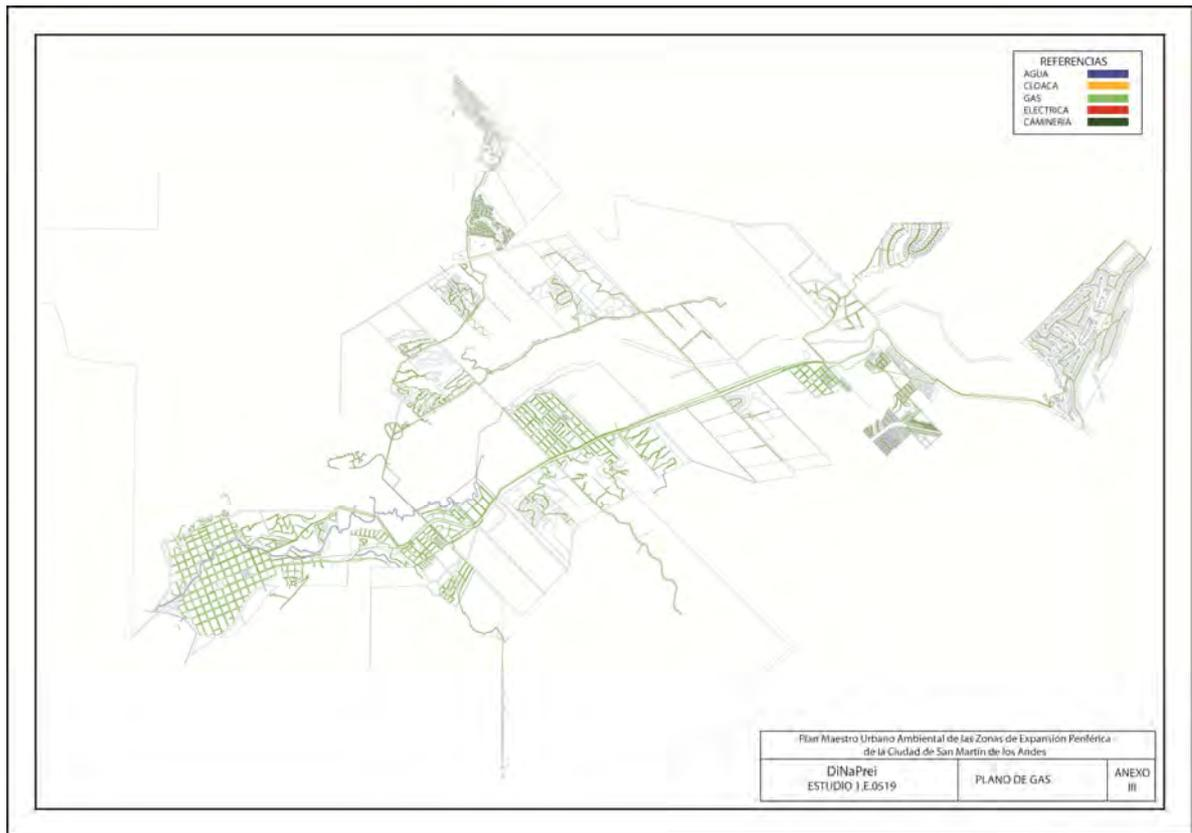 REFERENCIAS
AGUA
CLOACA
GAS
ELECTRICA
CAMINERIA
Plan Maestro Urbano Ambiental de las Zonas de Expansión Periférica
de la Ciudad de San Martín de los Andes
DiNaPrei
ESTUDIO 1.E.0519
PLANO DE GAS
ANEXO
III